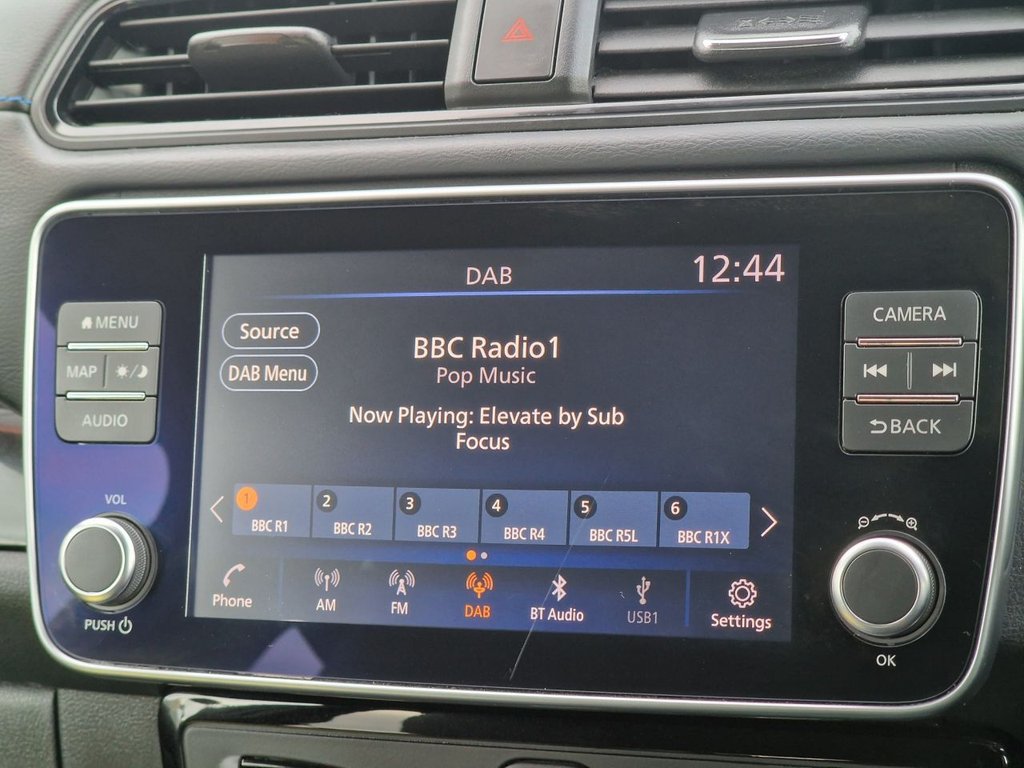 DAB
12:44
MENU
MAP
AUDIO
VOL
PUSH
Source
DAB Menu
BBC Radio1
Pop Music
Now Playing: Elevate by Sub
Focus
1
BBC R1
2
BBC R2
3
BBC R3
4
BBC R4
5
BBC R5L
6
BBC R1X
Phone
AM
FM
DAB
BT Audio
USB1
Settings
CAMERA
BACK
OK